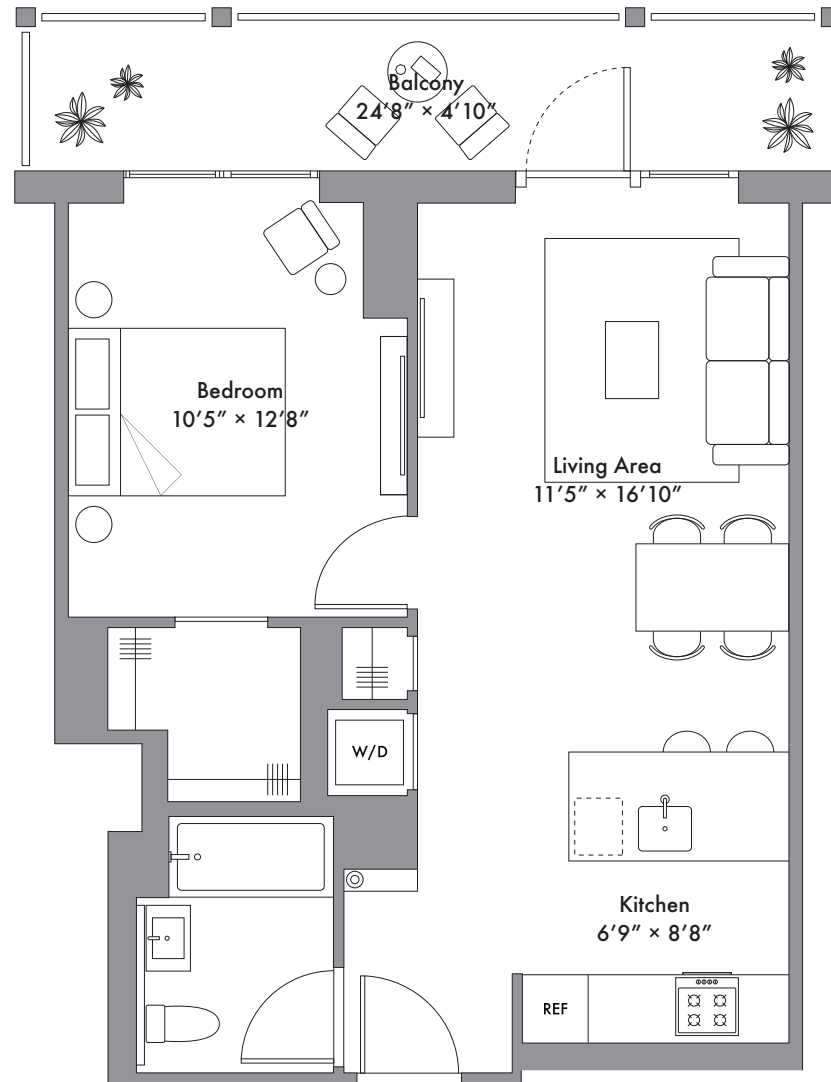 Balcony
24'8" × 4'10"
Bedroom
10'5" × 12'8"
Living Area
11'5" × 16'10"
W/D
Kitchen
6'9" × 8'8"
REF